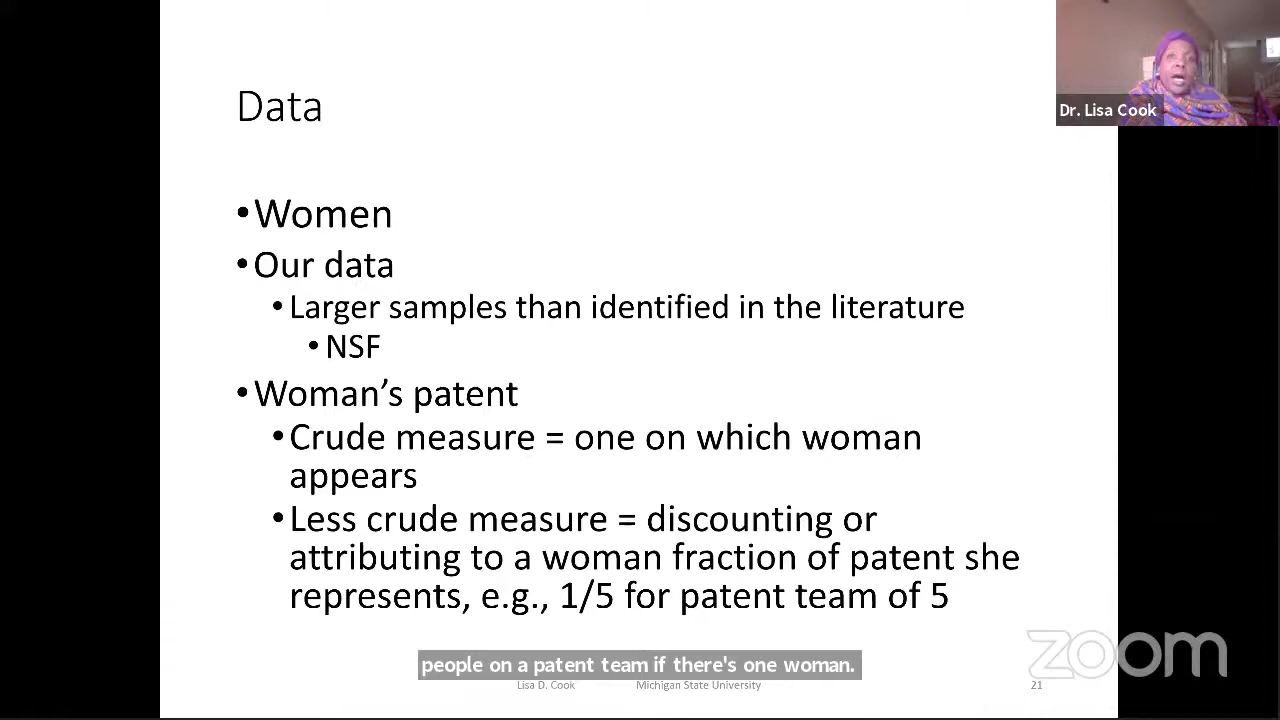 Data
Dr. Lisa Cook
•Women
•Our data
•Larger samples than identified in the literature
•NSF
•Woman’s patent
•Crude measure = one on which woman
appears
•Less crude measure = discounting or
attributing to a woman fraction of patent she
represents, e.g., 1/5 for patent team of 5
people on a patent team if there's one woman.
Lisa D. Cook Michigan State University 21
zoom